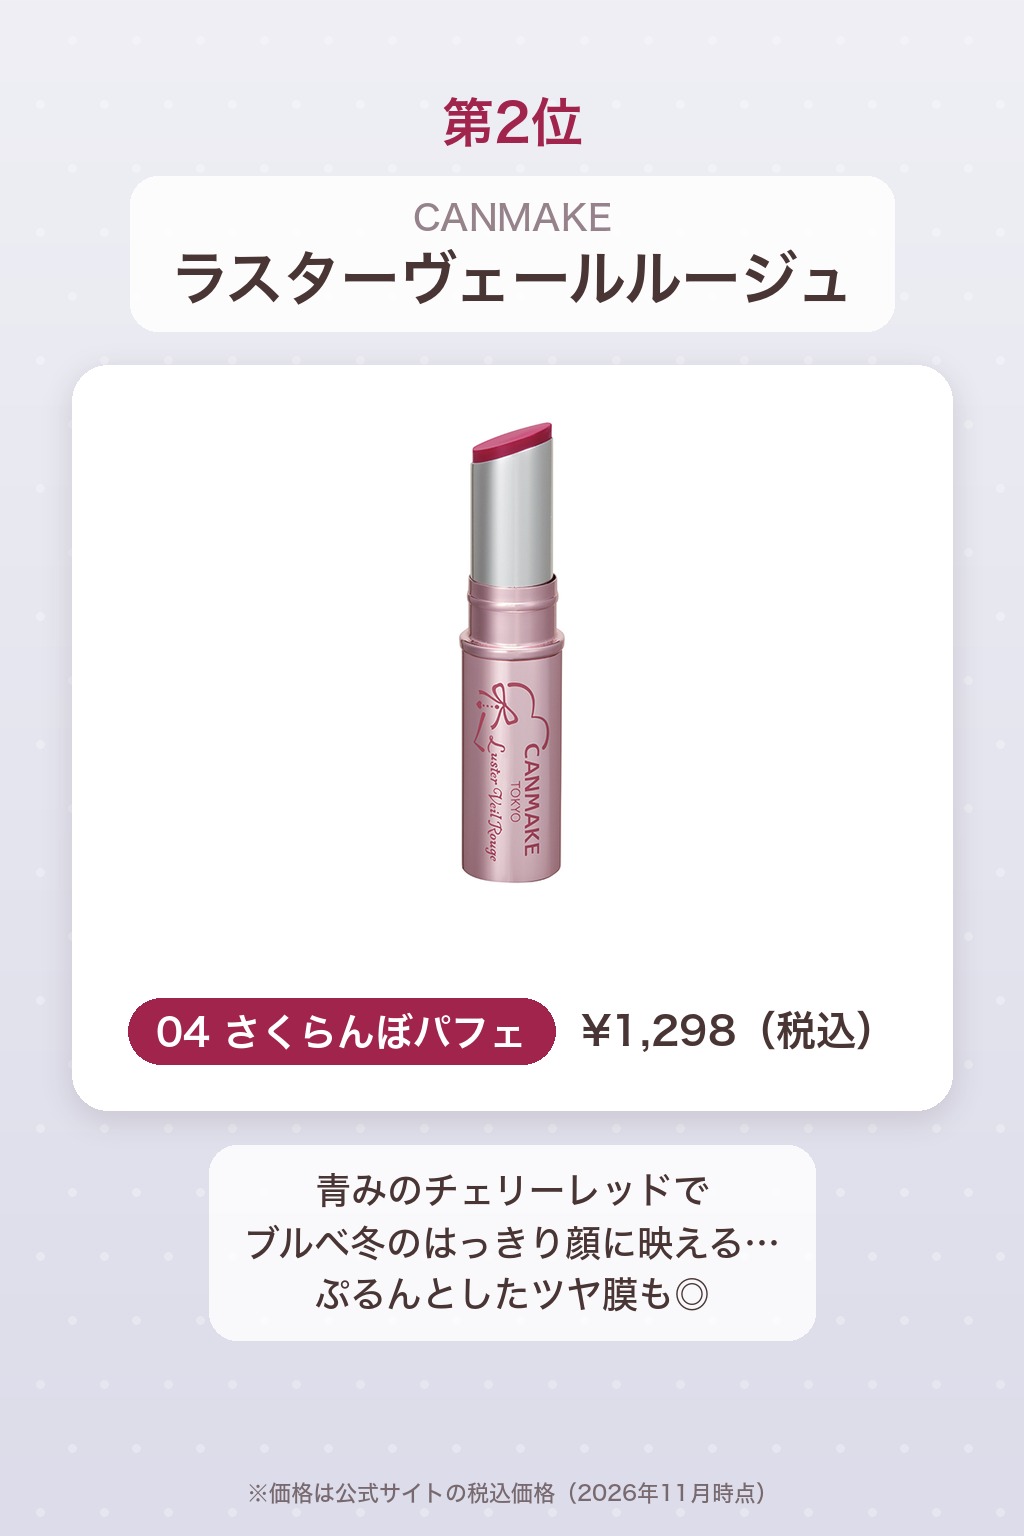 第2位
CANMAKE
ラスターヴェールルージュ
CANMAKE
TOKYO
Luster Veil Rouge
04 さくらんぼパフェ
¥1,298（税込）
青みのチェリーレッドで
ブルベ冬のはっきり顔に映える…
ぷるんとしたツヤ膜も◎
※価格は公式サイトの税込価格（2026年11月時点）